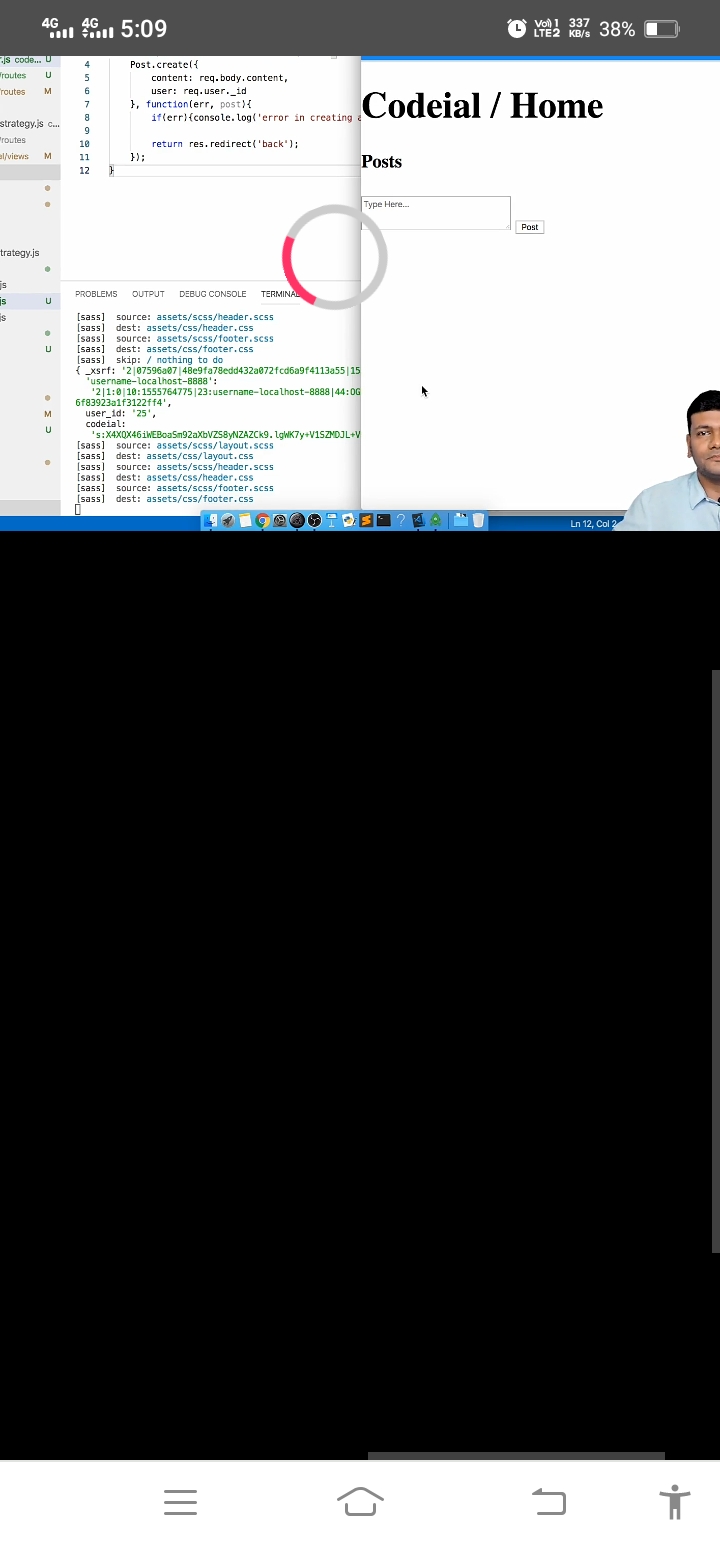 4G 4G 5:09
Vo)) 1 LTE2 337 KB/s 38%
.js code... U
/routes U
/routes M
strategy.js c...
/routes
al/views M
trategy.js
js
js U
js
U
M
U
4 Post.create({
5 content: req.body.content,
6 user: req.user._id
7 }, function(err, post){
8 if(err){console.log('error in creating a
9
10 return res.redirect('back');
11 });
12 }
PROBLEMS OUTPUT DEBUG CONSOLE TERMINAL
[sass] source: assets/scss/header.scss
[sass] dest: assets/css/header.css
[sass] source: assets/scss/footer.scss
[sass] dest: assets/css/footer.css
[sass] skip: / nothing to do
{ _xsrf: '2|07596a07|48e9fa78edd432a072fcd6a9f4113a55|15
'username-localhost-8888':
'2|1:0|10:1555764775|23:username-localhost-8888|44:OG
6f83923a1f3122ff4',
user_id: '25',
codeial:
's:X4XQX46iWEBoaSm92aXbVZS8yNZAZCk9.lgWK7y+V1SZMDJL+V
[sass] source: assets/scss/layout.scss
[sass] dest: assets/css/layout.css
[sass] source: assets/scss/header.scss
[sass] dest: assets/css/header.css
[sass] source: assets/scss/footer.scss
[sass] dest: assets/css/footer.css
Codeial / Home
Posts
Type Here...
Post
Ln 12, Col 2